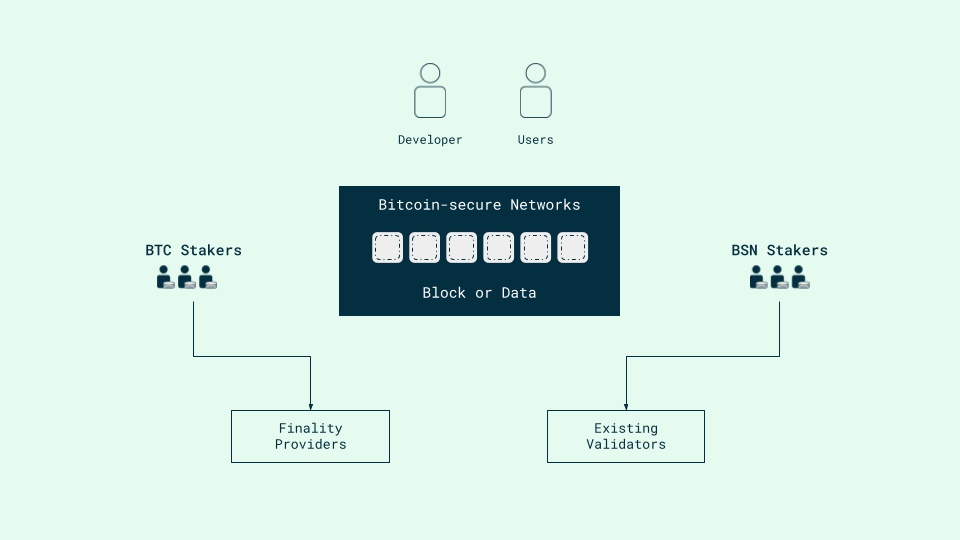 Developer
Users
Bitcoin-secure Networks
BTC Stakers
BSN Stakers
Block or Data
Finality
Providers
Existing
Validators